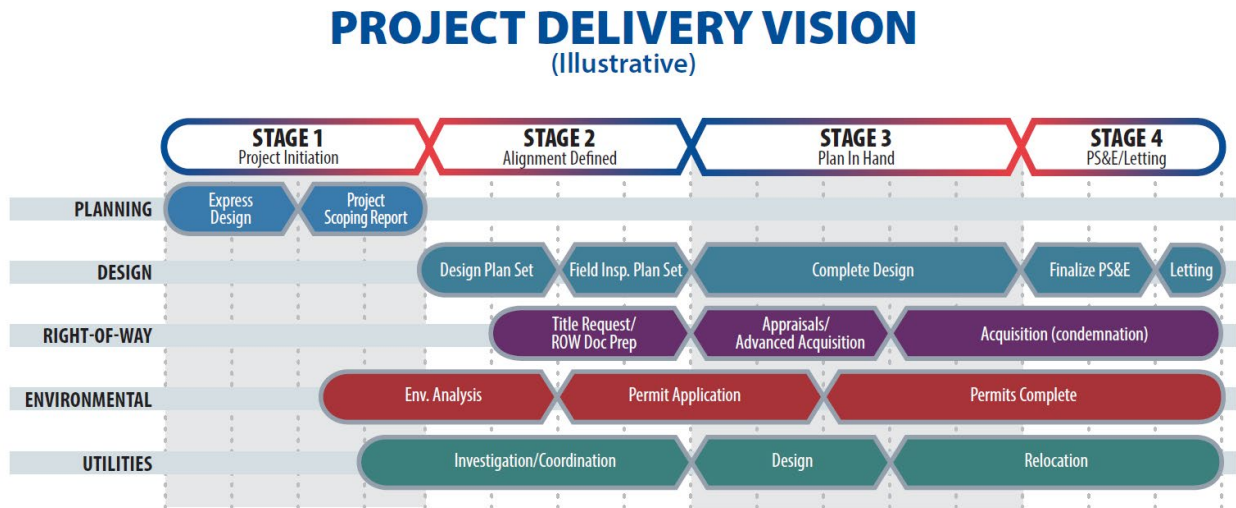 PROJECT DELIVERY VISION
(Illustrative)
STAGE 1
Project Initiation
STAGE 2
Alignment Defined
STAGE 3
Plan In Hand
STAGE 4
PS&E/Letting
PLANNING
Express
Design
Project
Scoping Report
DESIGN
Design Plan Set
Field Insp. Plan Set
Complete Design
Finalize PS&E
Letting
RIGHT-OF-WAY
Title Request/
ROW Doc Prep
Appraisals/
Advanced Acquisition
Acquisition (condemnation)
ENVIRONMENTAL
Env. Analysis
Permit Application
Permits Complete
UTILITIES
Investigation/Coordination
Design
Relocation